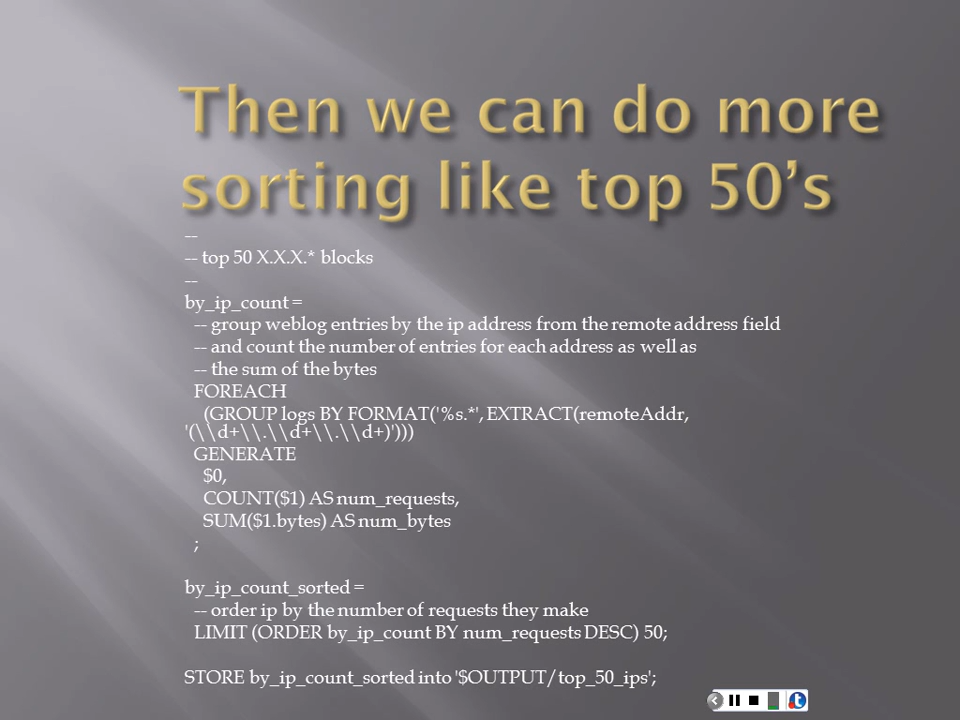 Then we can do more
sorting like top 50’s
--
-- top 50 X.X.X.* blocks
--
by_ip_count =
-- group weblog entries by the ip address from the remote address field
-- and count the number of entries for each address as well as
-- the sum of the bytes
FOREACH
(GROUP logs BY FORMAT('%s.*', EXTRACT(remoteAddr,
'(\\d+\\.\\d+\\.\\d+)')))
GENERATE
$0,
COUNT($1) AS num_requests,
SUM($1.bytes) AS num_bytes
;
by_ip_count_sorted =
-- order ip by the number of requests they make
LIMIT (ORDER by_ip_count BY num_requests DESC) 50;
STORE by_ip_count_sorted into '$OUTPUT/top_50_ips';